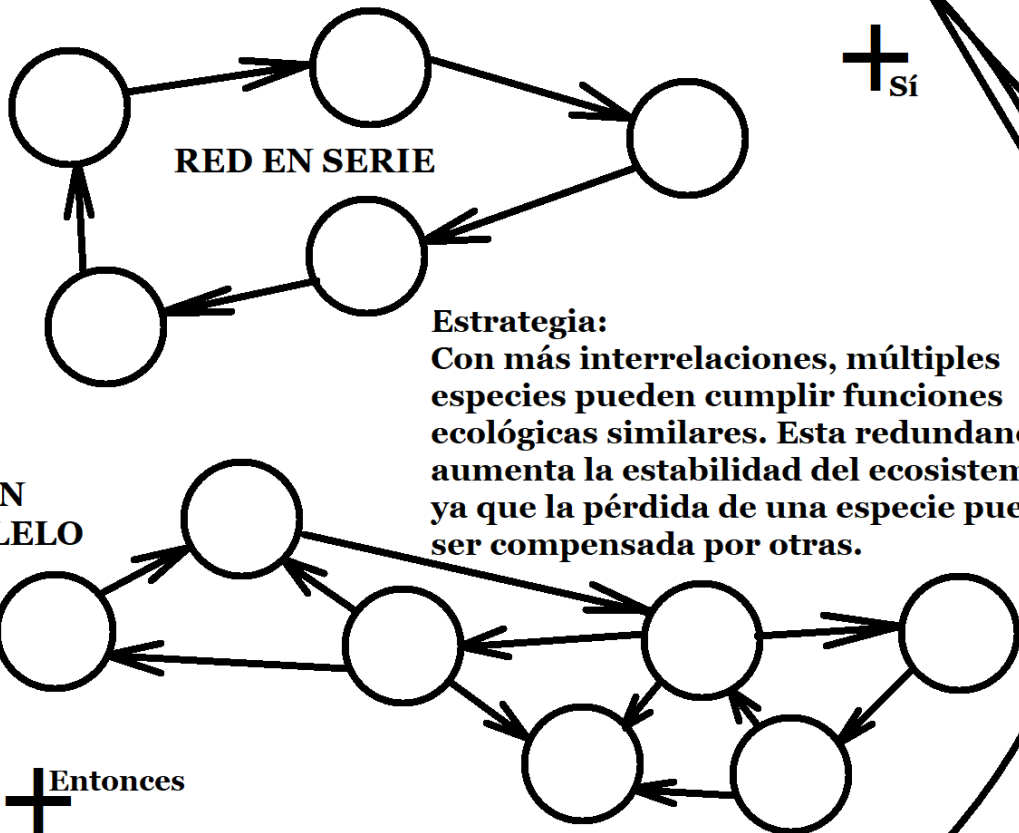 Sí
RED EN SERIE
Estrategia:
Con más interrelaciones, múltiples
especies pueden cumplir funciones
ecológicas similares. Esta
aumenta la estabilidad del
ya que la pérdida de una especie
ser compensada por otras.
Entonces